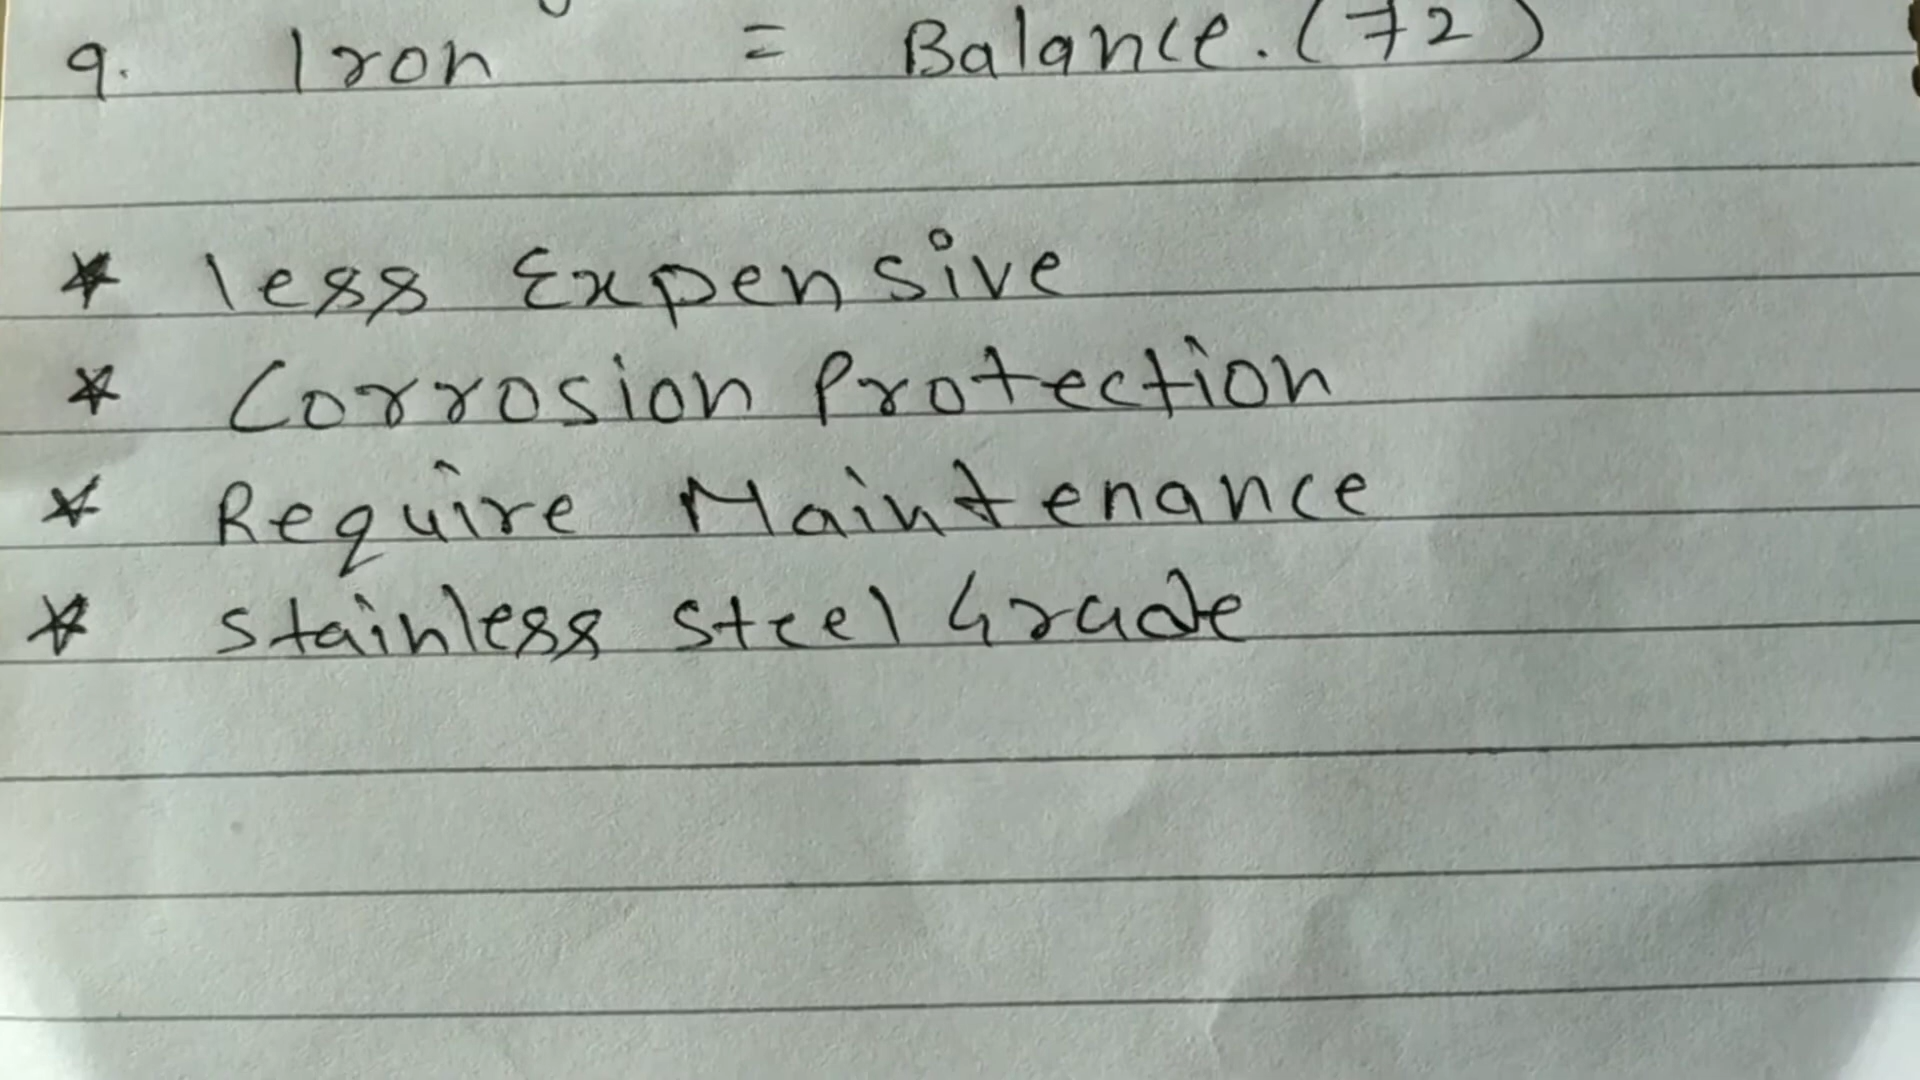 9. Iron = Balance. (72)
* less Expensive
* Corrosion Protection
* Require Maintenance
* Stainless steel Grade